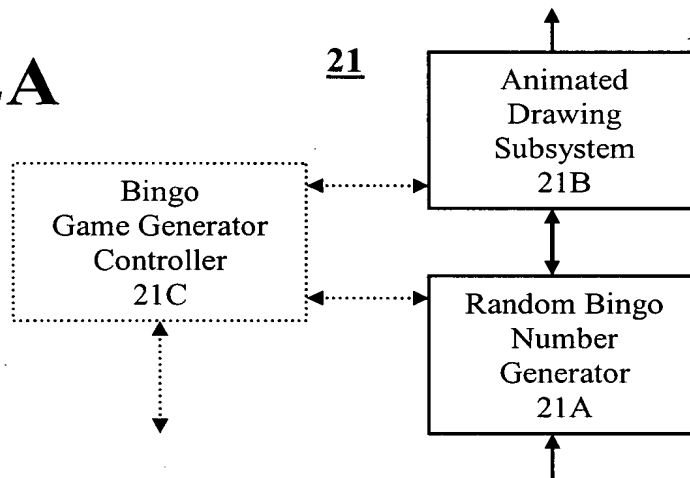 21
A
Animated
Drawing
Subsystem
21B
Bingo
Game Generator
Controller
21C
Random Bingo
Number
Generator
21A